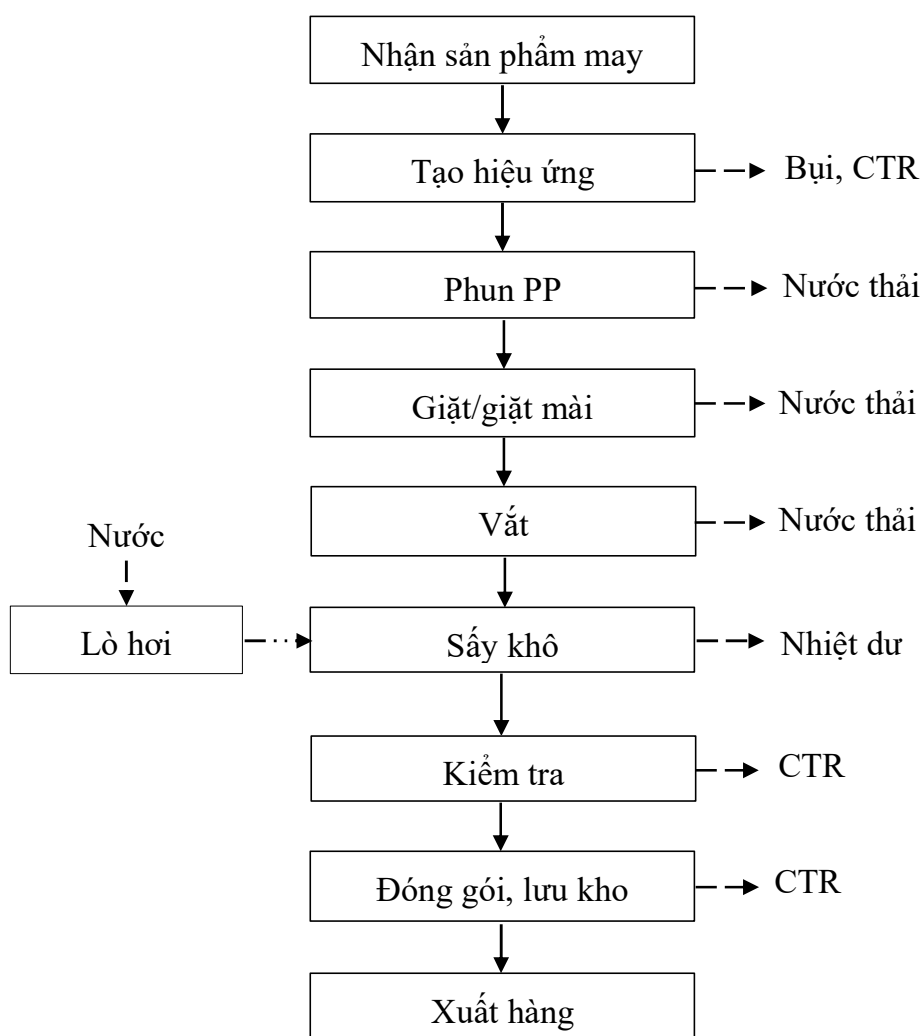 Nhận sản phẩm may
Tạo hiệu ứng
Bụi, CTR
Phun PP
Nước thải
Giặt/giặt mài
Nước thải
Vắt
Nước thải
Nước
Lò hơi
Sấy khô
Nhiệt dư
Kiểm tra
CTR
Đóng gói, lưu kho
CTR
Xuất hàng